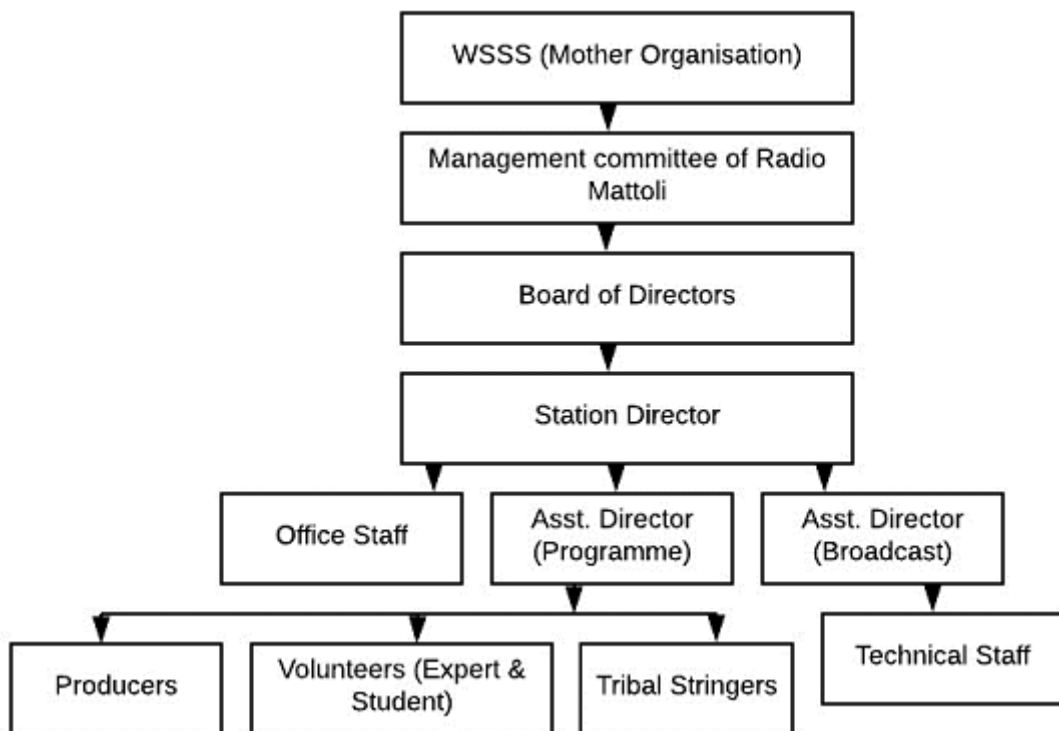 WSSS (Mother Organisation)
Management committee of Radio
Mattoli
Board of Directors
Station Director
Office Staff
Asst. Director
(Programme)
Asst. Director
(Broadcast)
Producers
Volunteers (Expert &
Student)
Tribal Stringers
Technical Staff